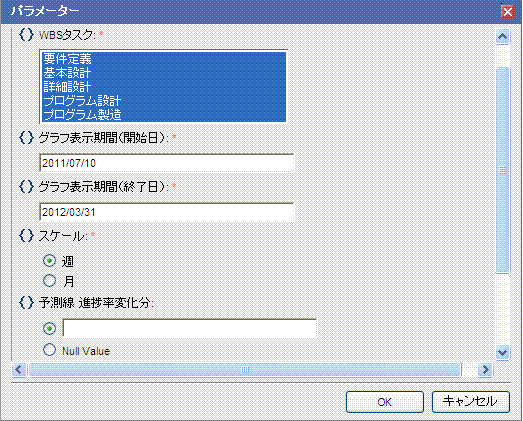 パラメーター
WBSタスク: *
要件定義
基本設計
詳細設計
プログラム設計
プログラム製造
グラフ表示期間(開始日): *
2011/07/10
グラフ表示期間(終了日): *
2012/03/31
スケール: *
週
月
予測線 進捗率変化分:
Null Value
OK
キャンセル